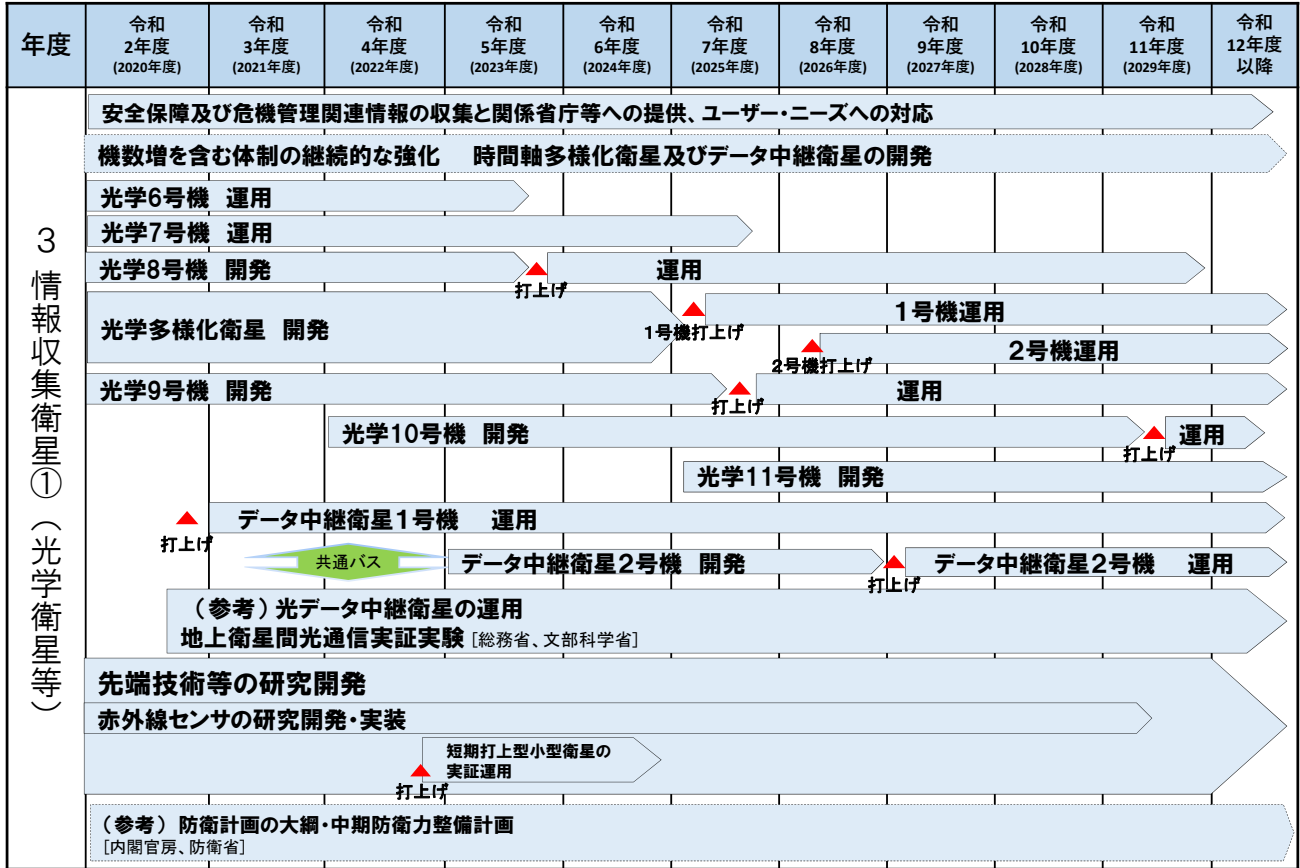 年度
令和
2年度
(2020年度)
令和
3年度
(2021年度)
令和
4年度
(2022年度)
令和
5年度
(2023年度)
令和
6年度
(2024年度)
令和
7年度
(2025年度)
令和
8年度
(2026年度)
令和
9年度
(2027年度)
令和
10年度
(2028年度)
令和
11年度
(2029年度)
令和
12年度
以降
3 情報収集衛星①(光学衛星等)
安全保障及び危機管理関連情報の収集と関係省庁等への提供、ユーザー・ニーズへの対応
機数増を含む体制の継続的な強化 時間軸多様化衛星及びデータ中継衛星の開発
光学6号機 運用
光学7号機 運用
光学8号機 開発
打上げ
運用
光学多様化衛星 開発
1号機打上げ
1号機運用
2号機打上げ
2号機運用
光学9号機 開発
打上げ
運用
光学10号機 開発
打上げ
運用
光学11号機 開発
打上げ
データ中継衛星1号機 運用
共通バス
データ中継衛星2号機 開発
打上げ
データ中継衛星2号機 運用
(参考)光データ中継衛星の運用
地上衛星間光通信実証実験 [総務省、文部科学省]
先端技術等の研究開発
赤外線センサの研究開発・実装
打上げ
短期打上型小型衛星の
実証運用
(参考) 防衛計画の大綱・中期防衛力整備計画
[内閣官房、防衛省]